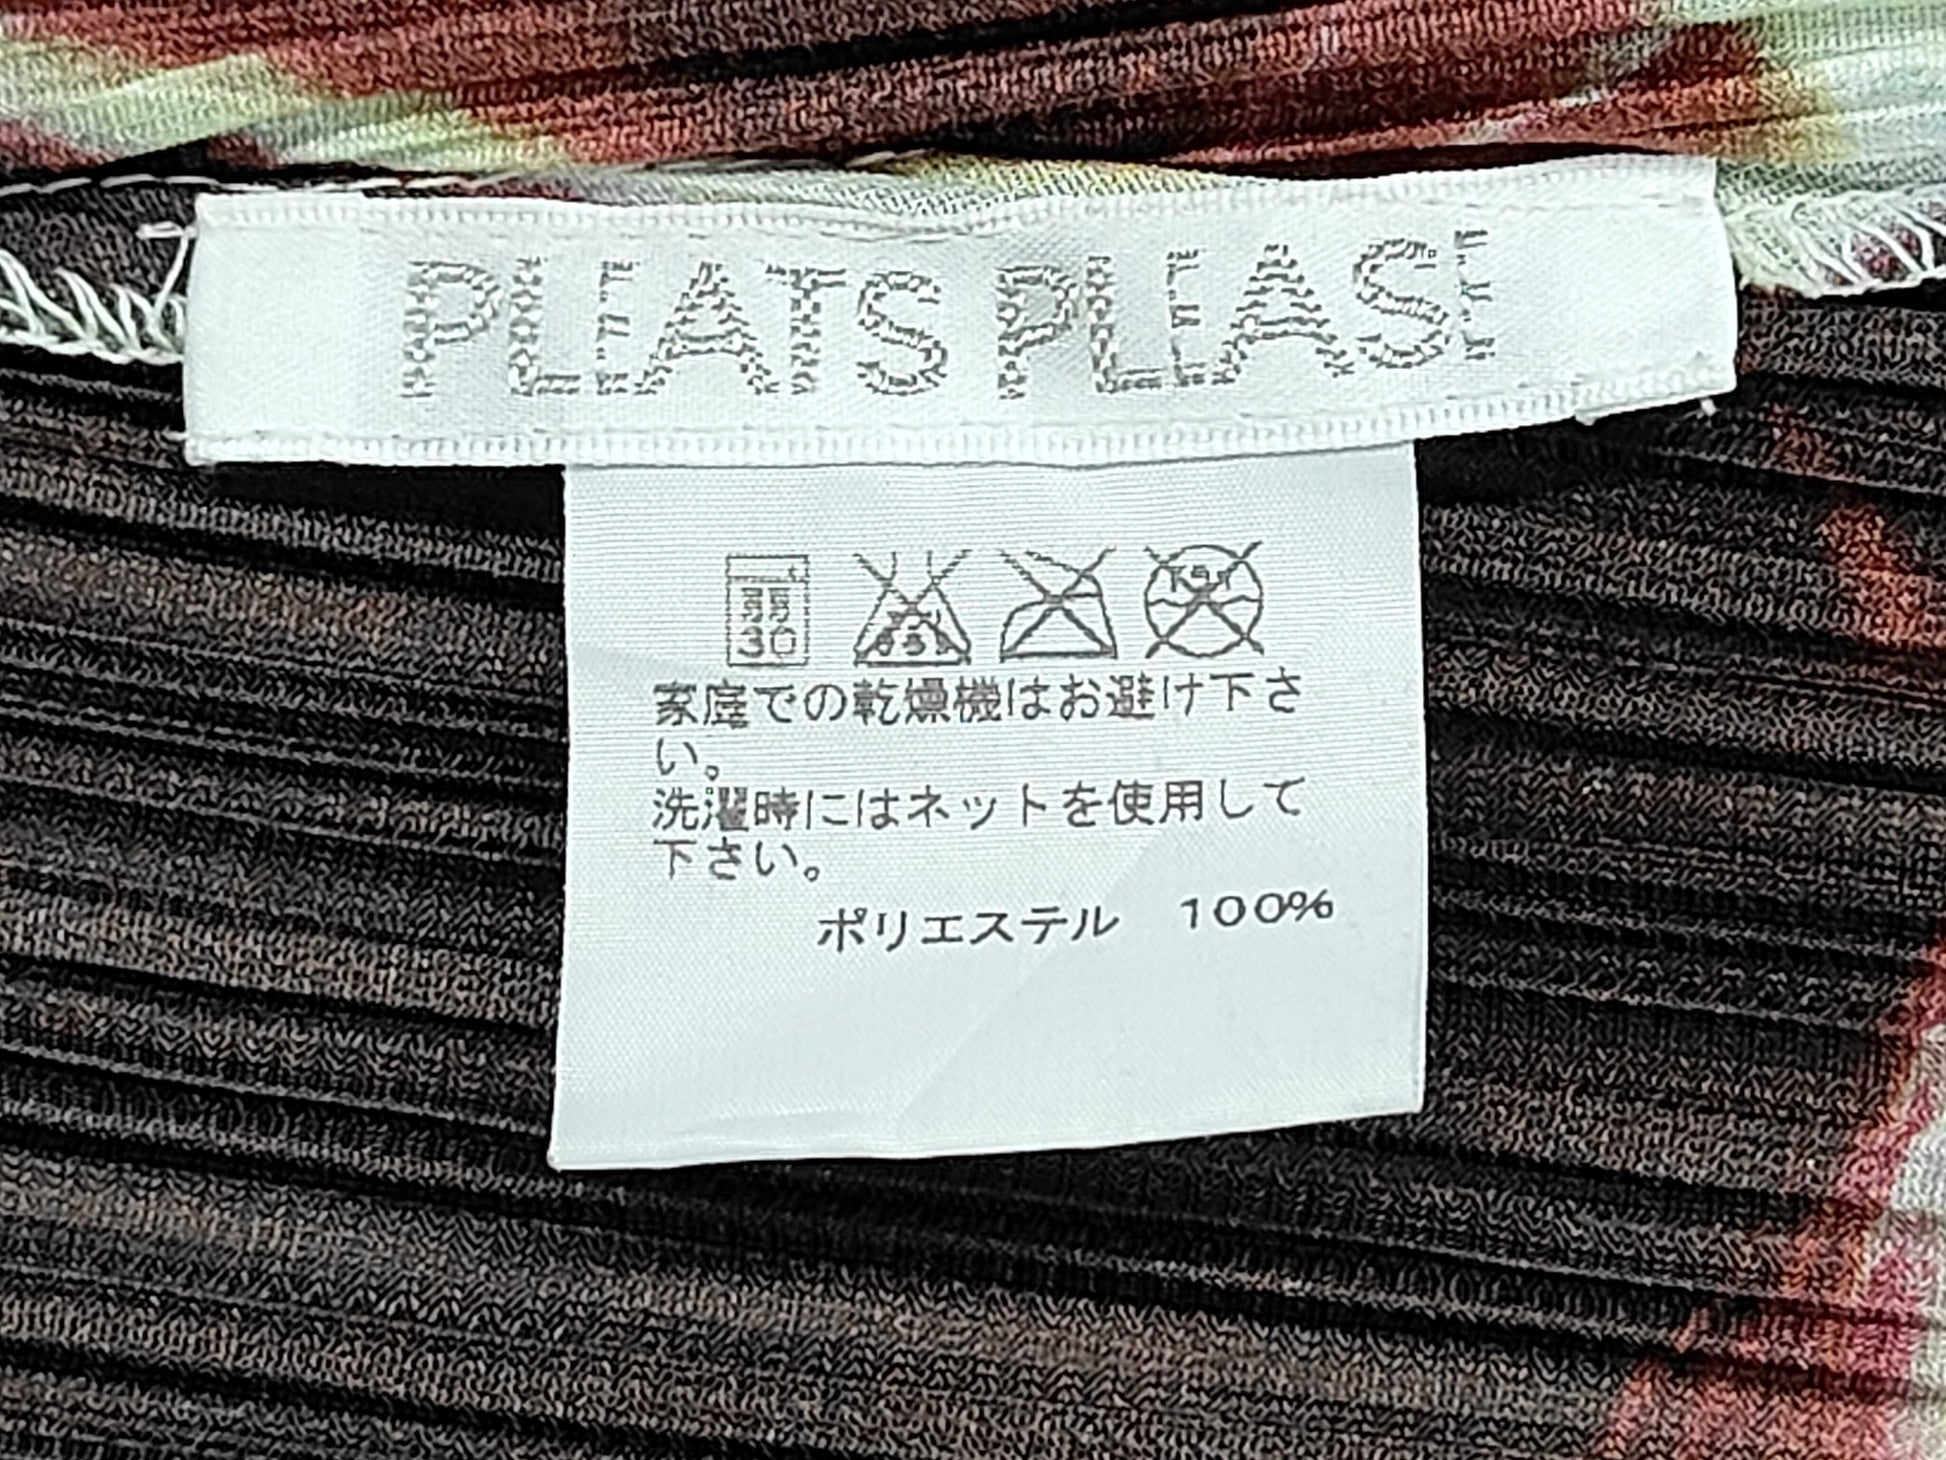 PLEATS PLEASE
弱
30
家庭での乾燥機はお避け下さ
い。
洗濯時にはネットを使用して
下さい。
ポリエステル 100%